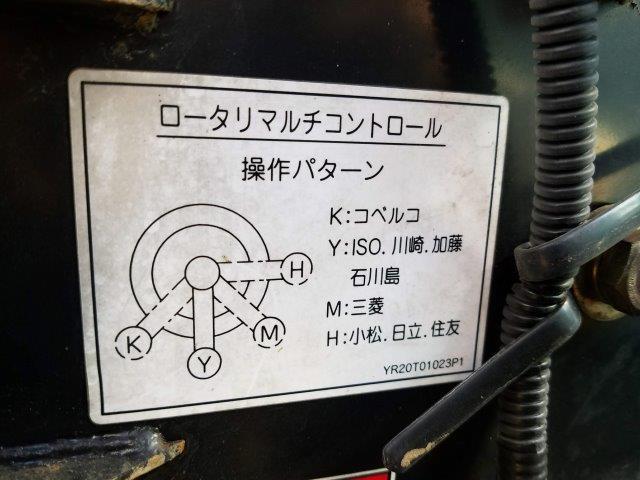 ロータリマルチコントロール
操作パターン
K:コベルコ
Y:ISO.川崎.加藤
石川島
M:三菱
H:小松.日立.住友
H
K
M
Y
YR20T01023P1